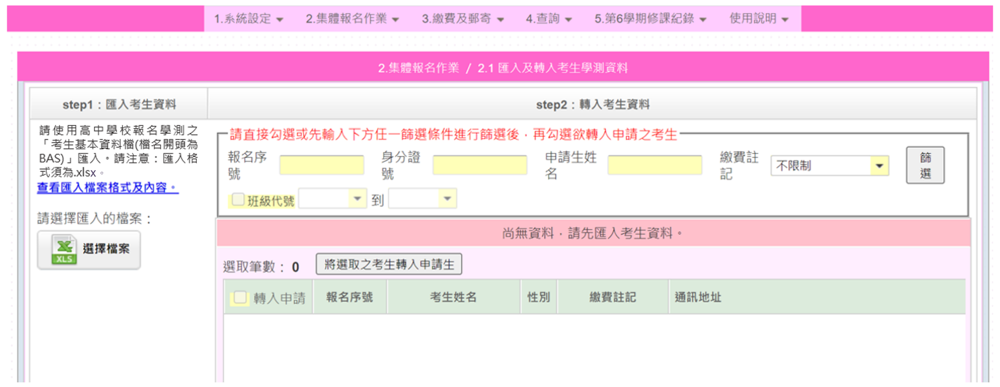 1.系統設定 2.集體報名作業 3.繳費及郵寄 4.查詢 5.第6學期修課紀錄 使用說明
2.集體報名作業 / 2.1 匯入及轉入考生學測資料
step1：匯入考生資料
step2：轉入考生資料
請使用高中學校報名學測之
「考生基本資料檔(檔名開頭為
BAS)」匯入。請注意：匯入格
式須為.xlsx。
查看匯入檔案格式及內容。
請選擇匯入的檔案：
XLS 選擇檔案
請直接勾選或先輸入下方任一篩選條件進行篩選後，再勾選欲轉入申請之考生
報名序
號
身分證
號
申請生姓
名
繳費註
記
不限制
篩
選
班級代號 到
尚無資料，請先匯入考生資料。
選取筆數： 0 將選取之考生轉入申請生
轉入申請 報名序號 考生姓名 性別 繳費註記 通訊地址